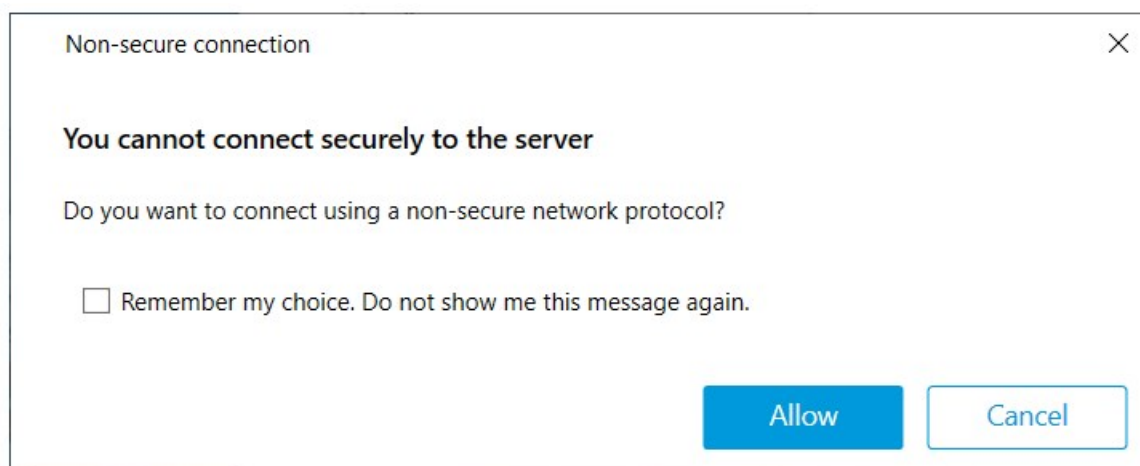 Non-secure connection
You cannot connect securely to the server
Do you want to connect using a non-secure network protocol?
Remember my choice. Do not show me this message again.
Allow
Cancel